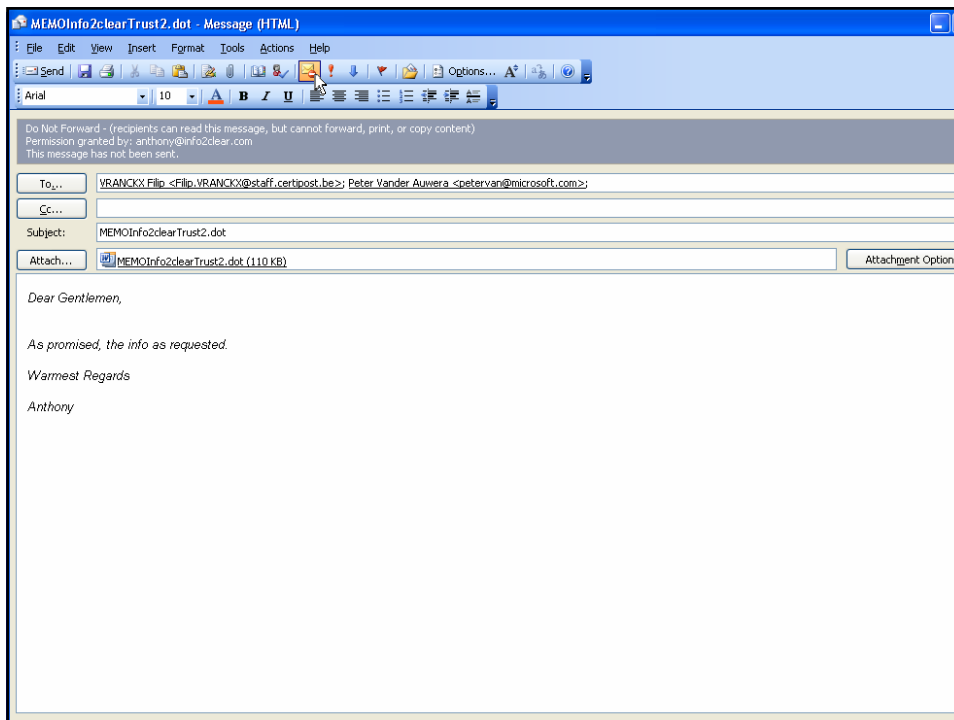 MEMOInfo2clearTrust2.dot - Message (HTML)
File Edit View Insert Format Tools Actions Help
Send Options...
Arial 10 A B I U
Do Not Forward - (recipients can read this message, but cannot forward, print, or copy content)
Permission granted by: anthony@info2clear.com
This message has not been sent.
To... VRANCKX Filip <Filip.VRANCKX@staff.certipost.be>; Peter Vander Auwera <petervan@microsoft.com>;
Cc...
Subject: MEMOInfo2clearTrust2.dot
Attach... MEMOInfo2clearTrust2.dot (110 KB) Attachment Option
Dear Gentlemen,
As promised, the info as requested.
Warmest Regards
Anthony